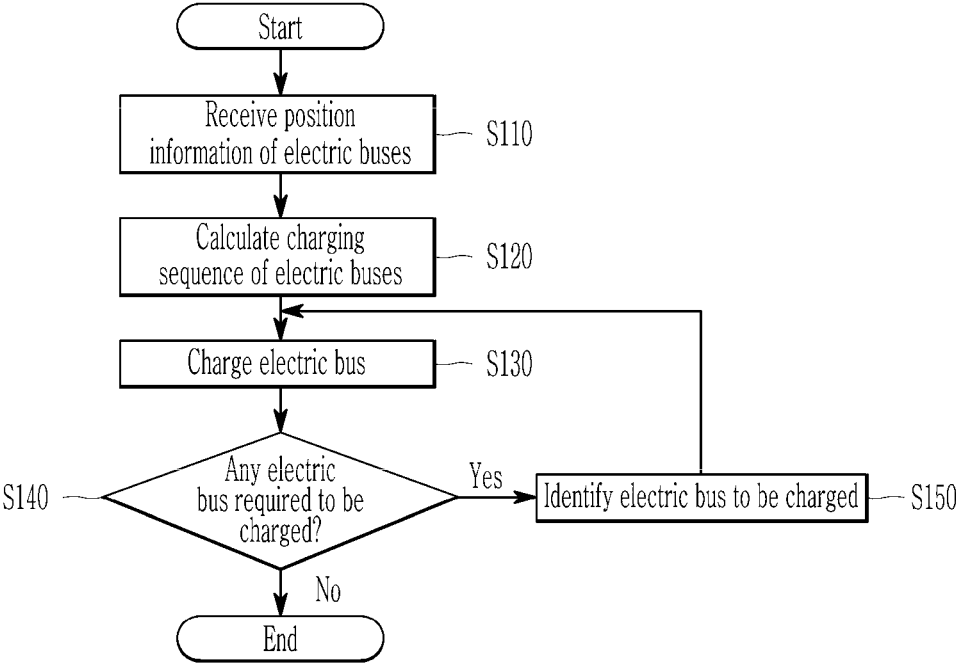 Start
Receive position
information of electric buses
S110
Calculate charging
sequence of electric buses
S120
Charge electric bus
S130
Any electric
bus required to be
charged?
S140
Yes
Identify electric bus to be charged
S150
No
End